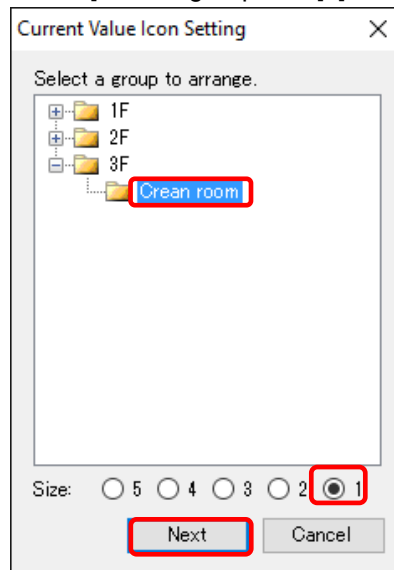 Current Value Icon Setting
Select a group to arrange.
1F
2F
3F
Crean room
Size: 5 4 3 2 1
Next Cancel